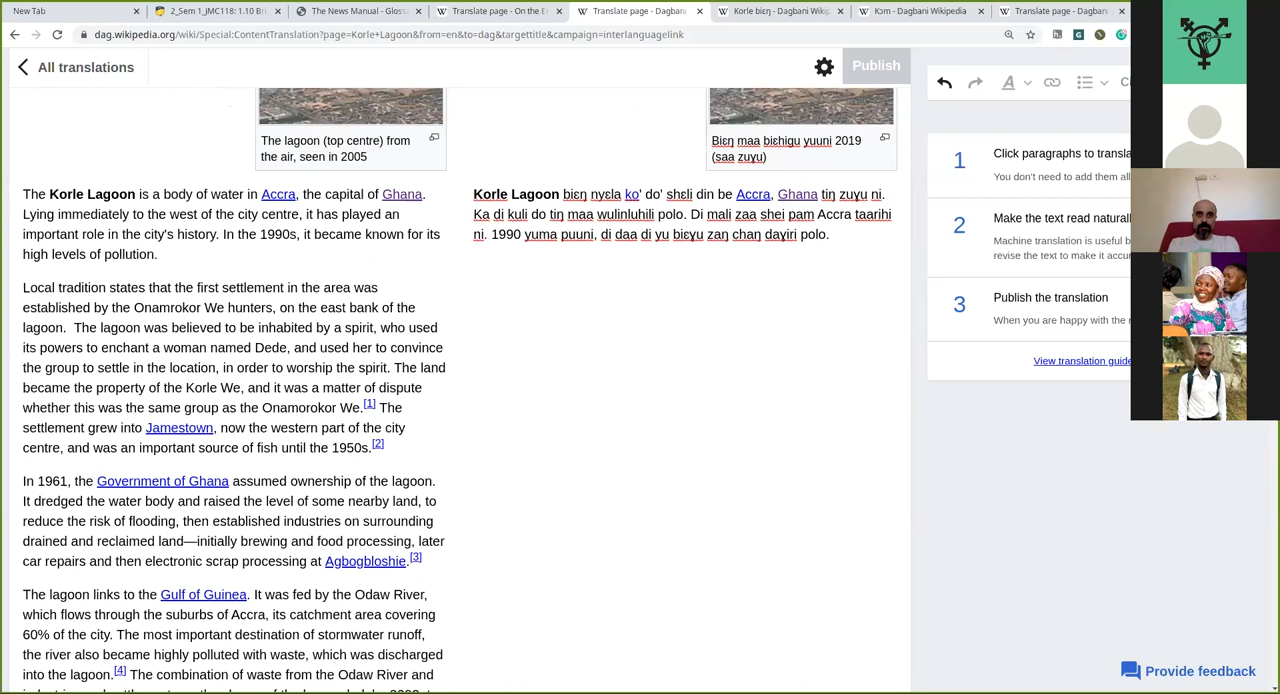 New Tab
2_Sem 1_JMC118: 1.10 Bri
The News Manual - Gloss
Translate page - On the E
Translate page - Dagbani
Korle biɛŋ - Dagbani Wikip
Kɔm - Dagbani Wikipedia
Translate page - Dagbani
dag.wikipedia.org/wiki/Special:ContentTranslation?page=Korle+Lagoon&from=en&to=dag&targettitle&campaign=interlanguagelink
All translations
Publish
The lagoon (top centre) from
the air, seen in 2005
The Korle Lagoon is a body of water in Accra, the capital of Ghana.
Lying immediately to the west of the city centre, it has played an
important role in the city's history. In the 1990s, it became known for its
high levels of pollution.
Local tradition states that the first settlement in the area was
established by the Onamrokor We hunters, on the east bank of the
lagoon. The lagoon was believed to be inhabited by a spirit, who used
its powers to enchant a woman named Dede, and used her to convince
the group to settle in the location, in order to worship the spirit. The land
became the property of the Korle We, and it was a matter of dispute
whether this was the same group as the Onamorokor We.[1] The
settlement grew into Jamestown, now the western part of the city
centre, and was an important source of fish until the 1950s.[2]
In 1961, the Government of Ghana assumed ownership of the lagoon.
It dredged the water body and raised the level of some nearby land, to
reduce the risk of flooding, then established industries on surrounding
drained and reclaimed land—initially brewing and food processing, later
car repairs and then electronic scrap processing at Agbogbloshie.[3]
The lagoon links to the Gulf of Guinea. It was fed by the Odaw River,
which flows through the suburbs of Accra, its catchment area covering
60% of the city. The most important destination of stormwater runoff,
the river also became highly polluted with waste, which was discharged
into the lagoon.[4] The combination of waste from the Odaw River and
Biɛŋ maa biɛhigu yuuni 2019
(saa zuɣu)
Korle Lagoon biɛŋ nyɛla ko' do' shɛli din be Accra, Ghana tiŋ zuɣu ni.
Ka di kuli do tiŋ maa wulinluhili polo. Di mali zaa shei pam Accra taarihi
ni. 1990 yuma puuni, di daa di yu biɛɣu zaŋ chaŋ daɣiri polo.
1
Click paragraphs to transla
You don't need to add them all
2
Make the text read naturall
Machine translation is useful b
revise the text to make it accur
3
Publish the translation
When you are happy with the r
View translation guide
Provide feedback